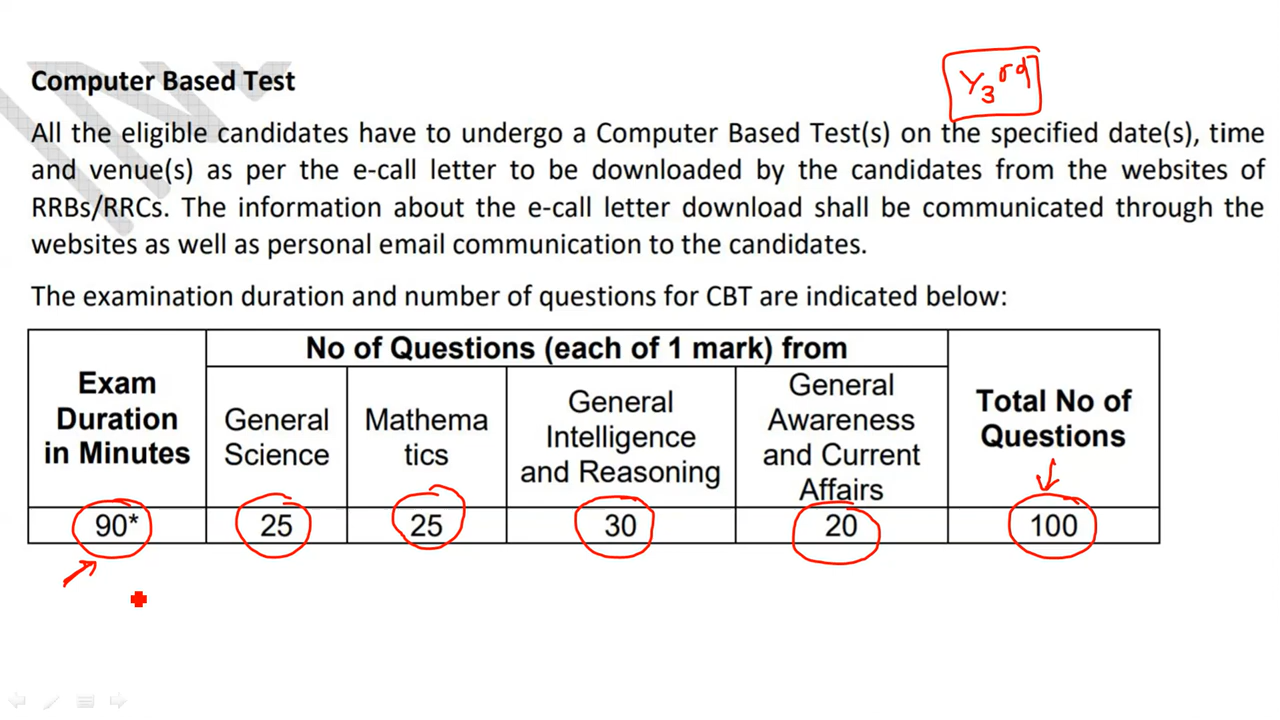 Y3rd
Computer Based Test
All the eligible candidates have to undergo a Computer Based Test(s) on the specified date(s), time
and venue(s) as per the e-call letter to be downloaded by the candidates from the websites of
RRBs/RRCs. The information about the e-call letter download shall be communicated through the
websites as well as personal email communication to the candidates.
The examination duration and number of questions for CBT are indicated below:
Exam
Duration
in Minutes
No of Questions (each of 1 mark) from
General
Science
Mathema
tics
General
Intelligence
and Reasoning
General
Awareness
and Current
Affairs
Total No of
Questions
90* 25 25 30 20 100